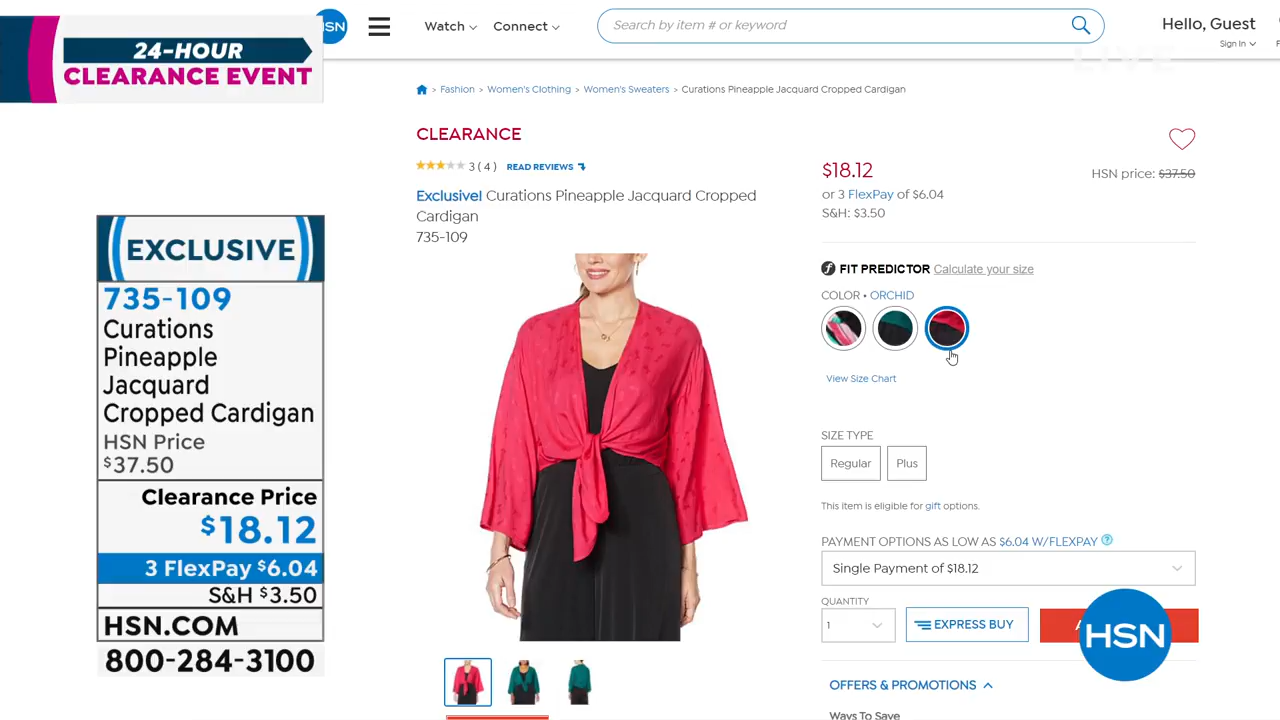 24-HOUR
CLEARANCE EVENT
Watch
Connect
Search by item # or keyword
Hello, Guest
Sign In
LIVE
Fashion > Women's Clothing > Women's Sweaters > Curations Pineapple Jacquard Cropped Cardigan
CLEARANCE
3 ( 4 ) READ REVIEWS
Exclusive! Curations Pineapple Jacquard Cropped
Cardigan
735-109
$18.12
HSN price: $37.50
or 3 FlexPay of $6.04
S&H: $3.50
FIT PREDICTOR Calculate your size
COLOR • ORCHID
View Size Chart
SIZE TYPE
Regular
Plus
This item is eligible for gift options.
PAYMENT OPTIONS AS LOW AS $6.04 W/FLEXPAY ?
Single Payment of $18.12
QUANTITY
1
EXPRESS BUY
HSN
OFFERS & PROMOTIONS
Ways To Save
EXCLUSIVE
735-109
Curations
Pineapple
Jacquard
Cropped Cardigan
HSN Price
$37.50
Clearance Price
$18.12
3 FlexPay $6.04
S&H $3.50
HSN.COM
800-284-3100